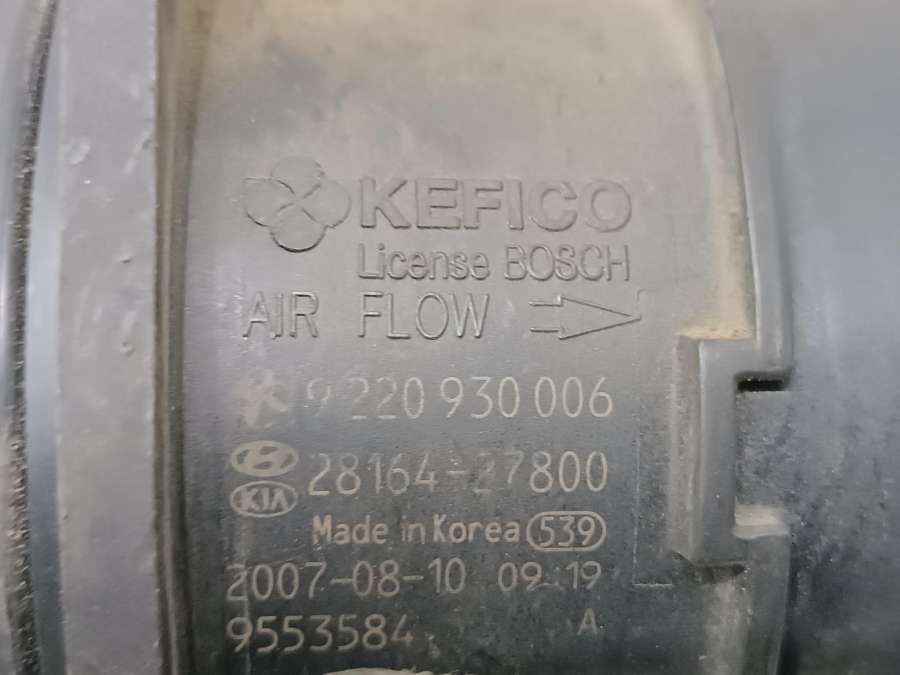 KEFICO
License BOSCH
AIR FLOW
9 220 930 006
28164-27800
KIA
Made in Korea 539
2007-08-10 09:19
9553584 A